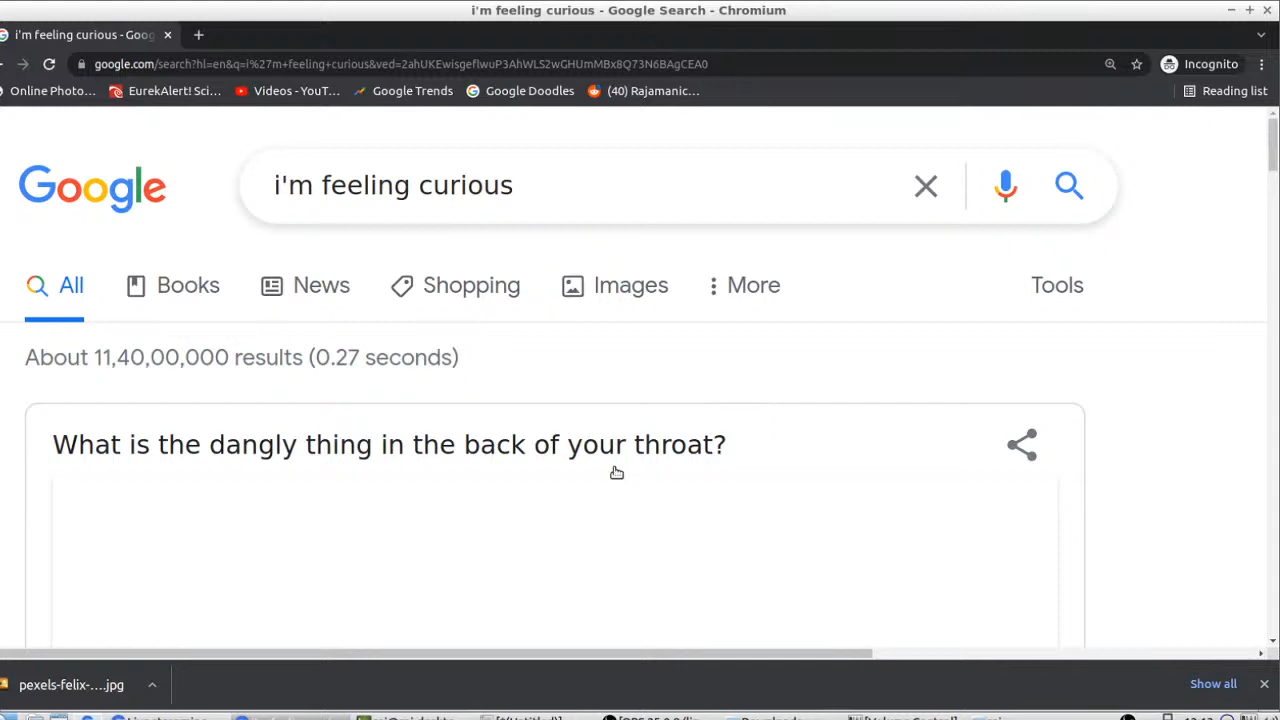 i'm feeling curious - Google Search - Chromium
i'm feeling curious - Goog
google.com/search?hl=en&q=i%27m+feeling+curious&ved=2ahUKEwisgeflwuP3AhWLS2wGHUmMBx8Q73N6BAgCEA0
Incognito
Online Photo... EurekAlert! Sci... Videos - YouT... Google Trends Google Doodles (40) Rajamanic... Reading list
Google i'm feeling curious
All Books News Shopping Images More Tools
About 11,40,00,000 results (0.27 seconds)
What is the dangly thing in the back of your throat?
pexels-felix-....jpg Show all